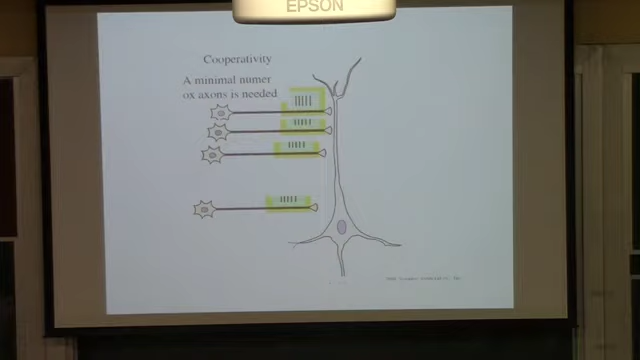 EPSON
Cooperativity
A minimal numer
ox axons is needed